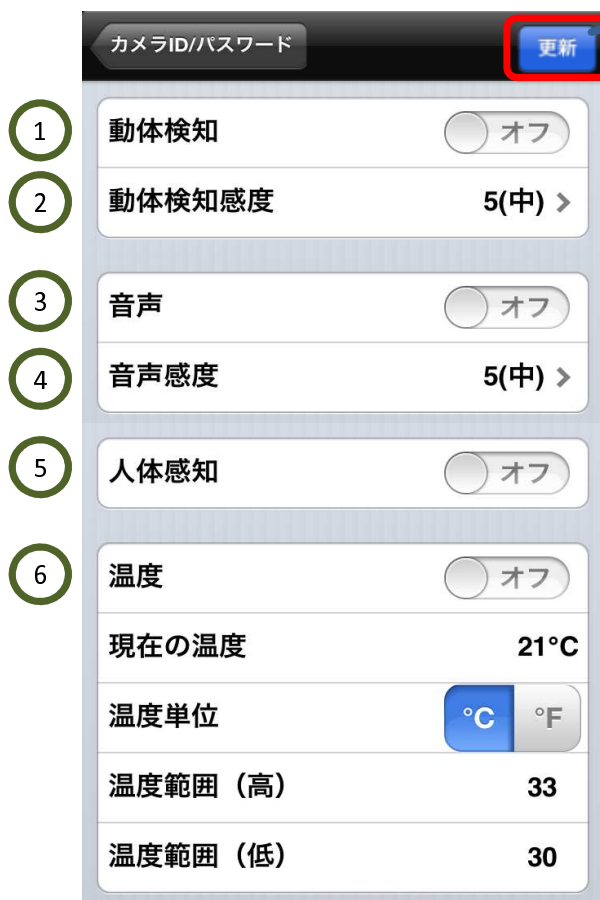 カメラID/パスワード 更新
1 動体検知 オフ
2 動体検知感度 5(中)
3 音声 オフ
4 音声感度 5(中)
5 人体感知 オフ
6 温度 オフ
現在の温度 21°C
温度単位 °C °F
温度範囲（高） 33
温度範囲（低） 30